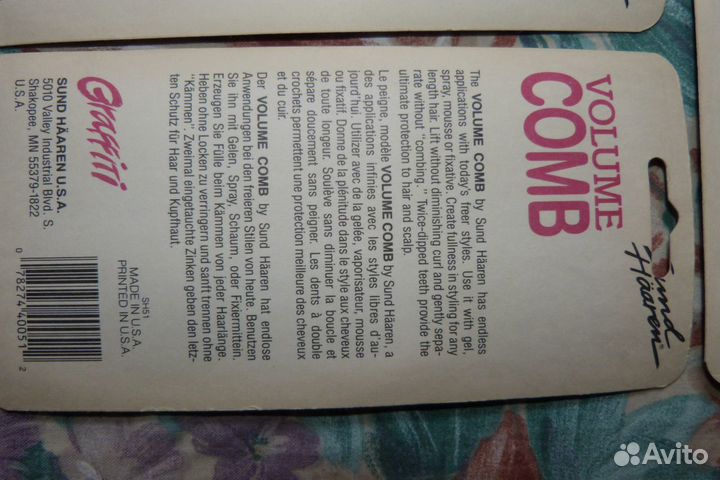 Sund
Häaren®
VOLUME
COMB
The VOLUME COMB by Sund Häaren has endless
applications with today's freer styles. Use it with gel,
spray, mousse or fixative. Create fullness in styling for any
length hair. Lift without diminishing curl and gently sepa-
rate without "combing." Twice-dipped teeth provide the
ultimate protection to hair and scalp.
Le peigne, modèle VOLUME COMB by Sund Häaren, a
des applications infinies avec les styles libres d'au-
jourd'hui. Utilizer avec de la gelée, vaporisateur, mousse
ou fixatif. Donne de la plénitude dans le style aux cheveux
de toute longeur. Soulève sans diminuer la boucle et
sépare doucement sans peigner. Les dents à double
crochets permettent une protection meilleure des cheveux
et du cuir.
Der VOLUME COMB by Sund Häaren hat endlose
Anwendungen bei den freieren Stilen von heute. Benutzen
Sie ihn mit Gelen, Spray, Schaum, oder Fixiermitteln.
Erzeugen Sie Fülle beim Kämmen von jeder Haarlange.
Heben ohne Locken zu verringern und sanft trennen ohne
"Kämmen". Zweimal eingetauchte Zinken geben den letz-
ten Schutz für Haar und Kupfhaut.
Graffiti
SUND HÄAREN U.S.A.
5010 Valley Industrial Blvd. S.
Shakopee, MN 55379-1822
U.S.A.
SH51
MADE IN U.S.A.
PRINTED IN U.S.A.
0 78274 40051 2
Avito